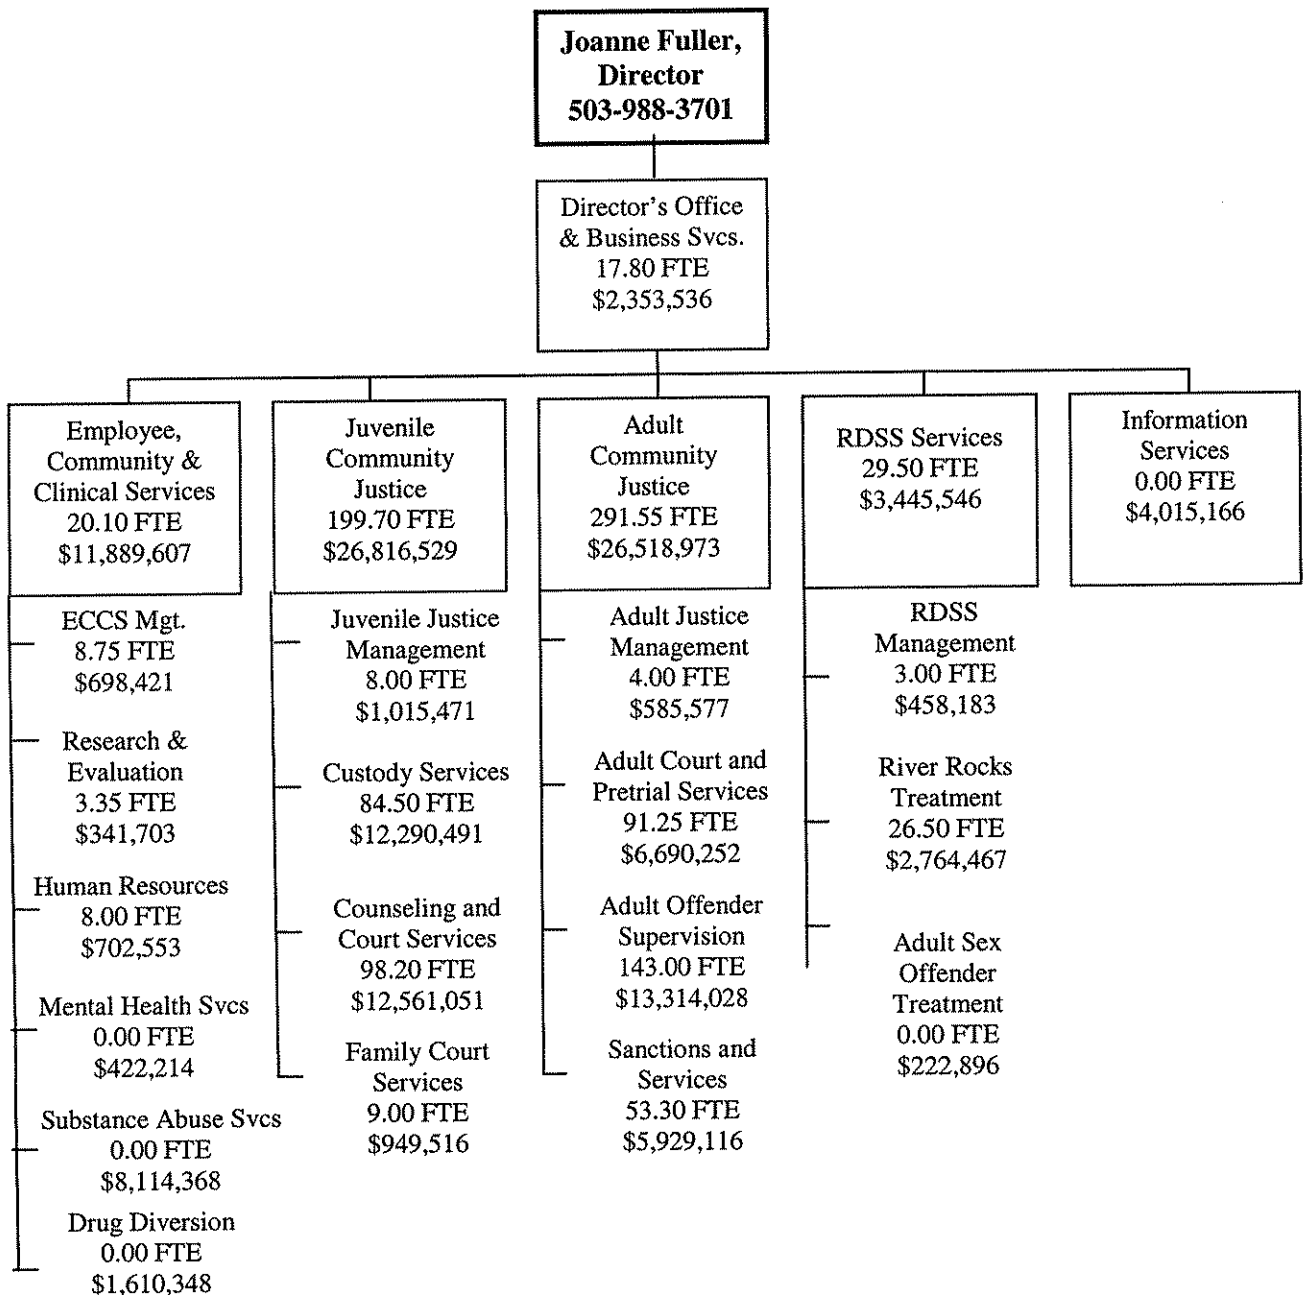 Joanne Fuller,
Director
503-988-3701
Director's Office
& Business Svcs.
17.80 FTE
$2,353,536
Employee,
Community &
Clinical Services
20.10 FTE
$11,889,607
ECCS Mgt.
8.75 FTE
$698,421
Research &
Evaluation
3.35 FTE
$341,703
Human Resources
8.00 FTE
$702,553
Mental Health Svcs
0.00 FTE
$422,214
Substance Abuse Svcs
0.00 FTE
$8,114,368
Drug Diversion
0.00 FTE
$1,610,348
Juvenile
Community
Justice
199.70 FTE
$26,816,529
Juvenile Justice
Management
8.00 FTE
$1,015,471
Custody Services
84.50 FTE
$12,290,491
Counseling and
Court Services
98.20 FTE
$12,561,051
Family Court
Services
9.00 FTE
$949,516
Adult
Community
Justice
291.55 FTE
$26,518,973
Adult Justice
Management
4.00 FTE
$585,577
Adult Court and
Pretrial Services
91.25 FTE
$6,690,252
Adult Offender
Supervision
143.00 FTE
$13,314,028
Sanctions and
Services
53.30 FTE
$5,929,116
RDSS Services
29.50 FTE
$3,445,546
RDSS
Management
3.00 FTE
$458,183
River Rocks
Treatment
26.50 FTE
$2,764,467
Adult Sex
Offender
Treatment
0.00 FTE
$222,896
Information
Services
0.00 FTE
$4,015,166